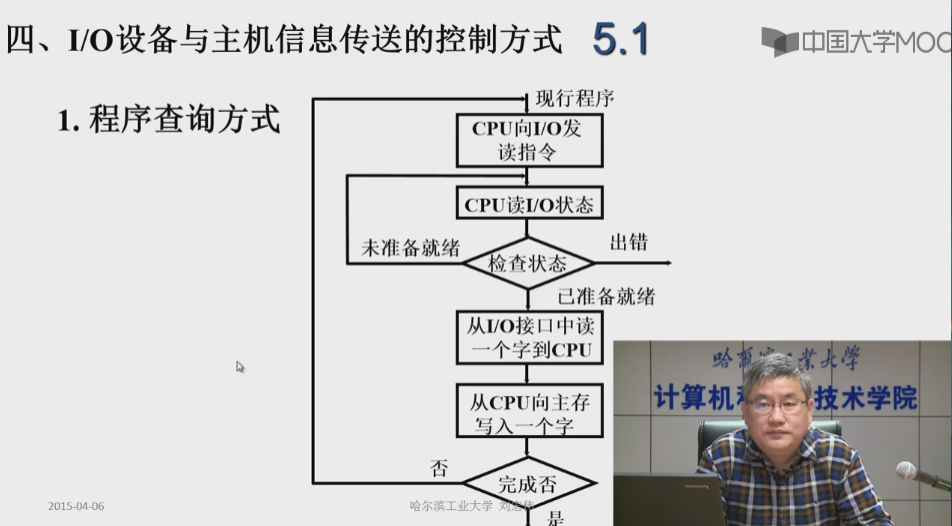 四、I/O设备与主机信息传送的控制方式 5.1
中国大学MOO
1. 程序查询方式
现行程序
CPU向I/O发
读指令
CPU读I/O状态
未准备就绪
检查状态
出错
已准备就绪
从I/O接口中读
一个字到CPU
从CPU向主存
写入一个字
否
完成否
是
哈尔滨工业大学
计算机科 技术学院
2015-04-06
哈尔滨工业大学 刘宏伟